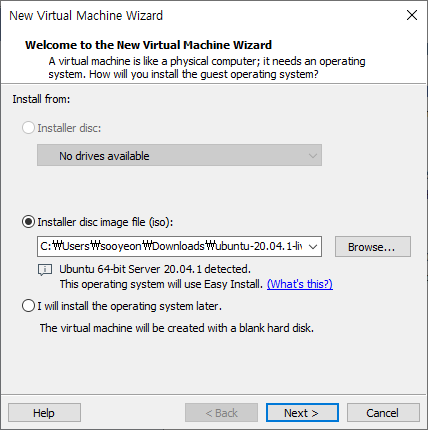 New Virtual Machine Wizard
Welcome to the New Virtual Machine Wizard
A virtual machine is like a physical computer; it needs an operating
system. How will you install the guest operating system?
Install from:
Installer disc:
No drives available
Installer disc image file (iso):
C:₩Users₩sooyeon₩Downloads₩ubuntu-20.04.1-liv
Browse...
Ubuntu 64-bit Server 20.04.1 detected.
This operating system will use Easy Install. (What's this?)
I will install the operating system later.
The virtual machine will be created with a blank hard disk.
Help
< Back
Next >
Cancel